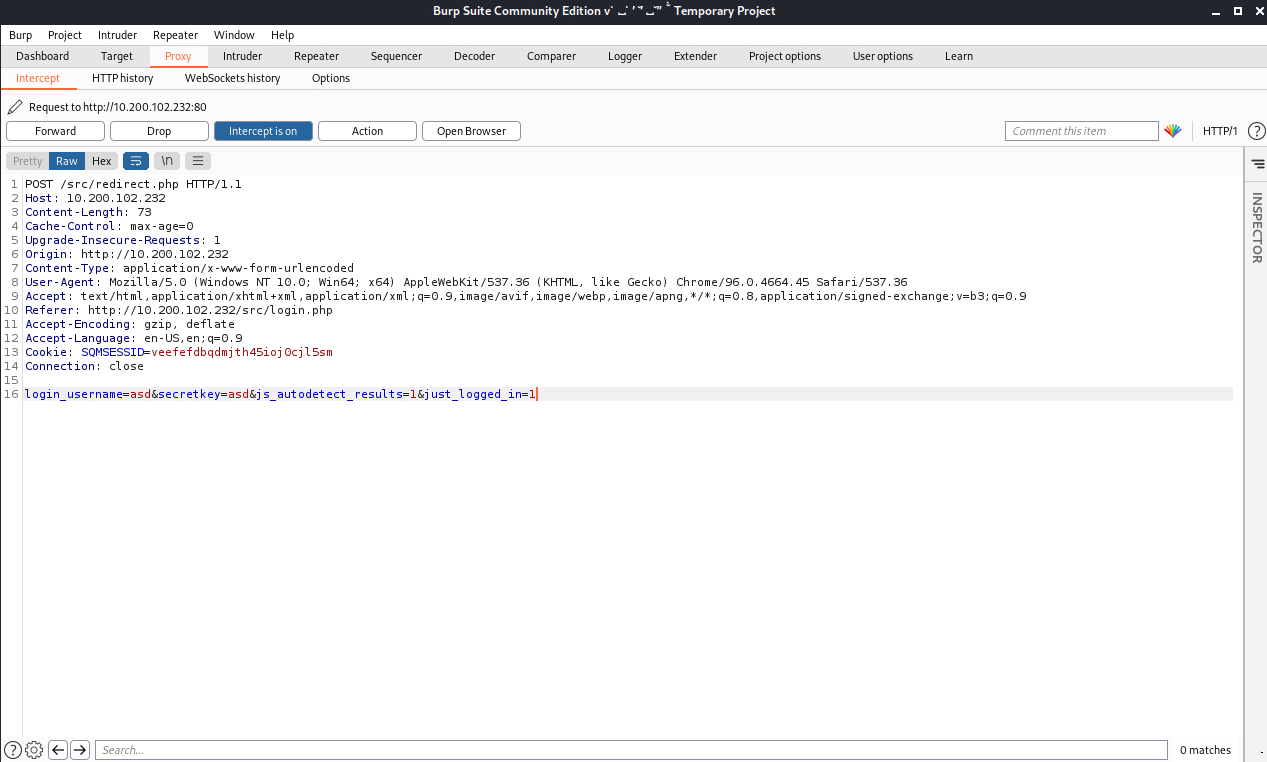 Burp Suite Community Edition Temporary Project
Burp Project Intruder Repeater Window Help
Dashboard Target Proxy Intruder Repeater Sequencer Decoder Comparer Logger Extender Project options User options Learn
Intercept HTTP history WebSockets history Options
Request to http://10.200.102.232:80
Forward Drop Intercept is on Action Open Browser Comment this item HTTP/1 ?
Pretty Raw Hex \n
INSPECTOR
1 POST /src/redirect.php HTTP/1.1
2 Host: 10.200.102.232
3 Content-Length: 73
4 Cache-Control: max-age=0
5 Upgrade-Insecure-Requests: 1
6 Origin: http://10.200.102.232
7 Content-Type: application/x-www-form-urlencoded
8 User-Agent: Mozilla/5.0 (Windows NT 10.0; Win64; x64) AppleWebKit/537.36 (KHTML, like Gecko) Chrome/96.0.4664.45 Safari/537.36
9 Accept: text/html,application/xhtml+xml,application/xml;q=0.9,image/avif,image/webp,image/apng,*/*;q=0.8,application/signed-exchange;v=b3;q=0.9
10 Referer: http://10.200.102.232/src/login.php
11 Accept-Encoding: gzip, deflate
12 Accept-Language: en-US,en;q=0.9
13 Cookie: SQMSESSID=veefefdbqdmjth45ioj0cjl5sm
14 Connection: close
15
16 login_username=asd&secretkey=asd&js_autodetect_results=1&just_logged_in=1
? Search... 0 matches